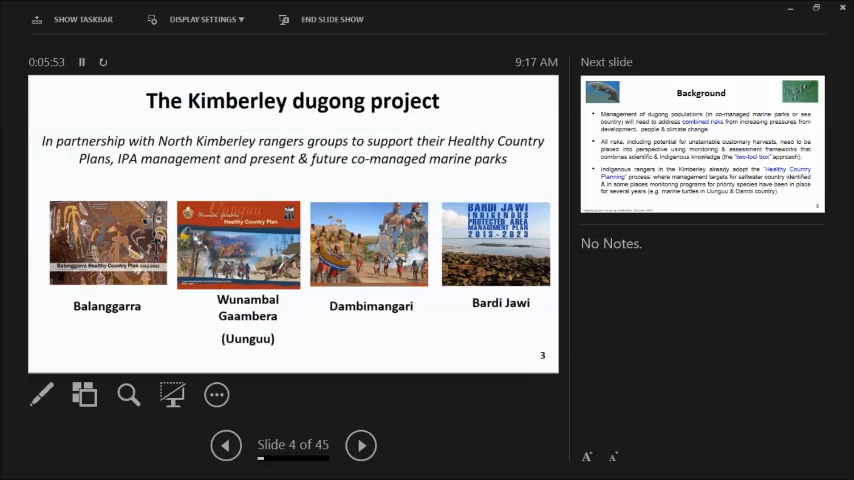 SHOW TASKBAR
DISPLAY SETTINGS ▼
END SLIDE SHOW
0:05:53
9:17 AM
The Kimberley dugong project
In partnership with North Kimberley rangers groups to support their Healthy Country
Plans, IPA management and present & future co-managed marine parks
Balanggarra Healthy Country Plan
Healthy Country Plan
BARDI JAWI
INDIGENOUS
PROTECTED AREA
MANAGEMENT PLAN
2013-2023
Balanggarra
Wunambal
Gaambera
(Uunguu)
Dambimangari
Bardi Jawi
3
Slide 4 of 45
Next slide
Background
• Management of dugong populations (in co-managed marine parks or sea
country) will need to address combined risks from increasing pressures from
development, people & climate change.
• All risks, including potential for unsustainable customary harvests, need to be
placed into perspective using monitoring & assessment frameworks that
combines scientific & Indigenous knowledge (the "two-tool box" approach).
• Indigenous rangers in the Kimberley already adopt the "Healthy Country
Planning" process: where management targets for saltwater country identified
& in some places monitoring programs for priority species have been in place
for several years (e.g. marine turtles in Uunguu & Dambi country).
5
No Notes.
A A